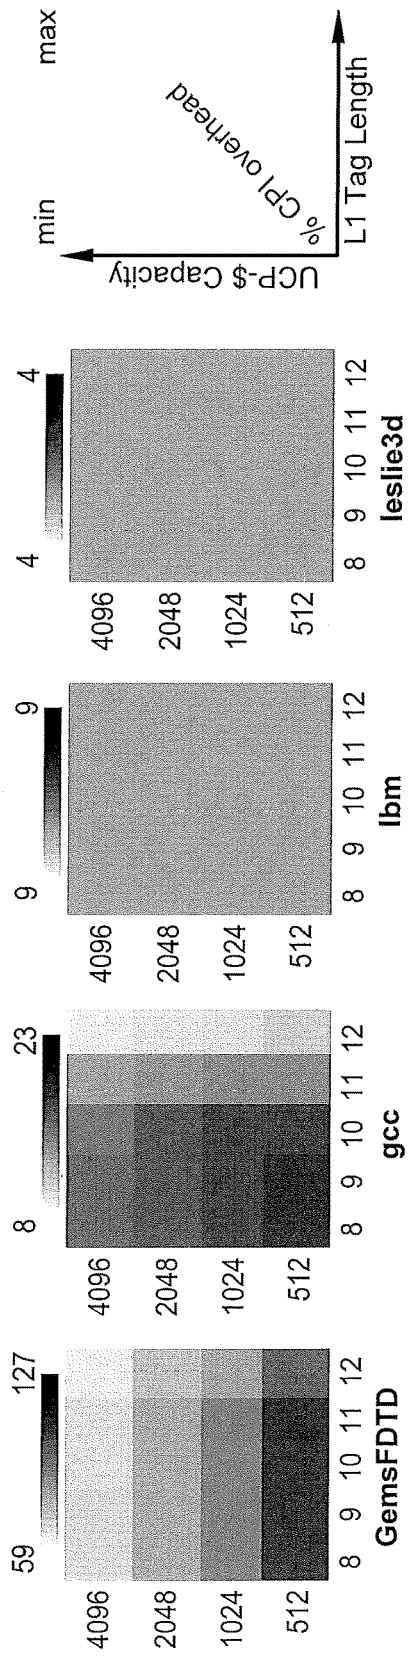 59 127
4096
2048
1024
512
8 9 10 11 12
GemsFDTD
8 23
4096
2048
1024
512
8 9 10 11 12
gcc
9 9
4096
2048
1024
512
8 9 10 11 12
lbm
4 4
4096
2048
1024
512
8 9 10 11 12
leslie3d
min max
UCP-$ Capacity
% CPI overhead
L1 Tag Length